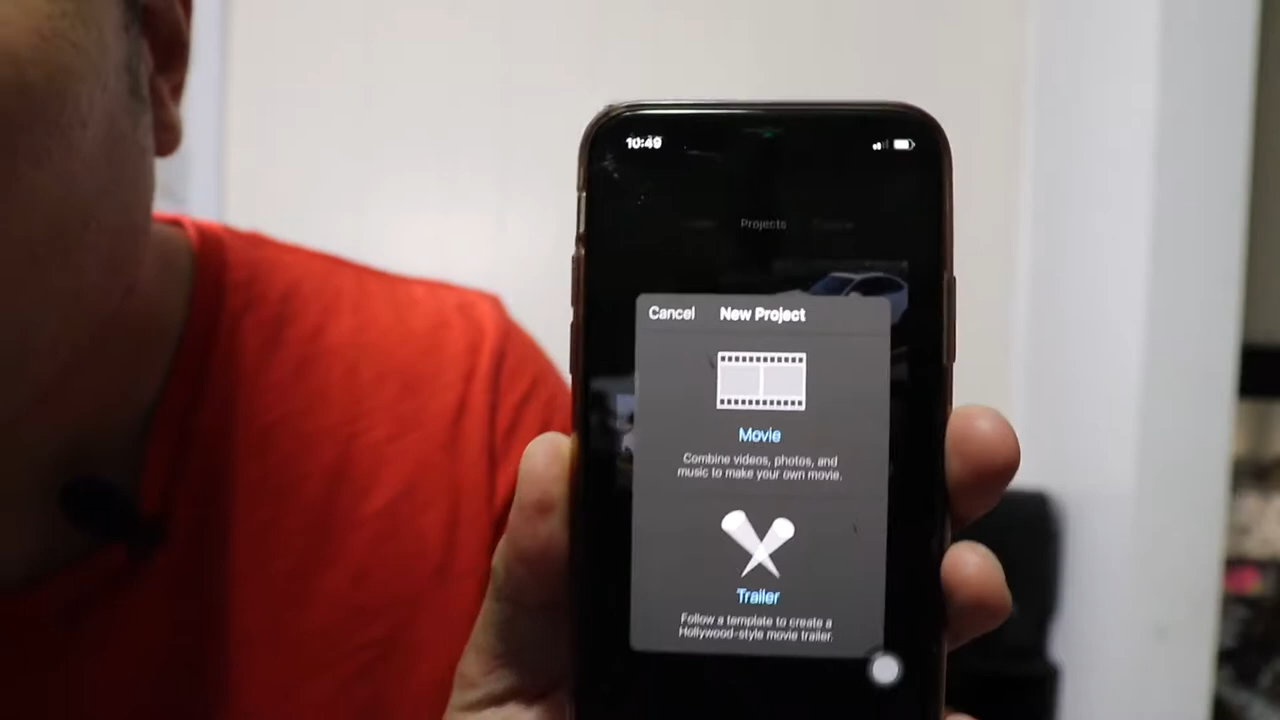 10:49
Projects
Cancel
New Project
Movie
Combine videos, photos, and
music to make your own movie.
Trailer
Follow a template to create a
Hollywood-style movie trailer.